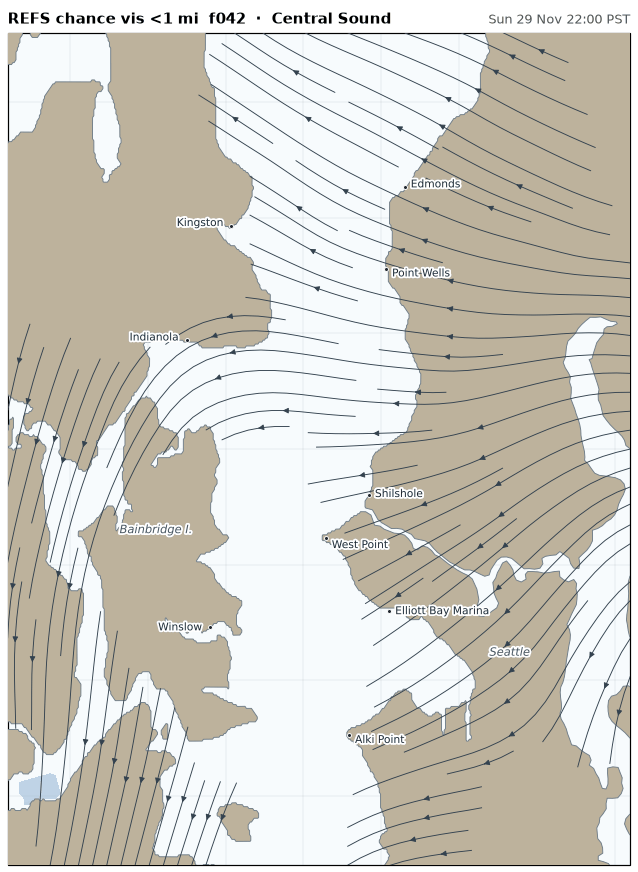 REFS chance vis <1 mi  f042  ·  Central Sound
Sun 29 Nov 22:00 PST
Edmonds
Kingston
Point Wells
Indianola
Shilshole
Bainbridge I.
West Point
Elliott Bay Marina
Winslow
Seattle
Alki Point